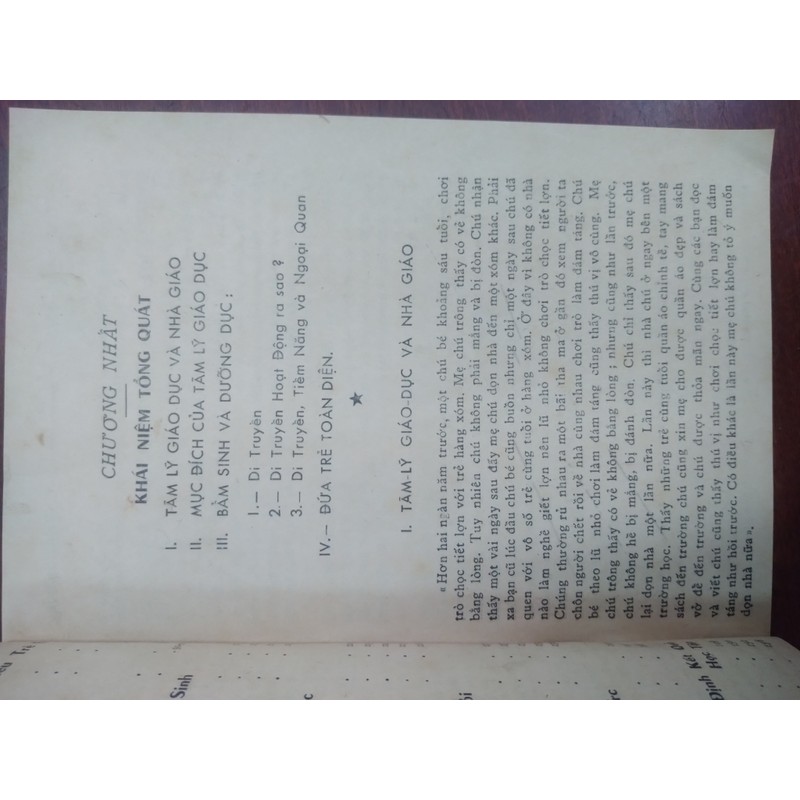 CHƯƠNG NHẤT
KHÁI NIỆM TỔNG QUÁT
I. TÂM LÝ GIÁO DỤC VÀ NHÀ GIÁO
II. MỤC ĐÍCH CỦA TÂM LÝ GIÁO DỤC
III. BẨM SINH VÀ DƯỠNG DỤC :
1.— Di Truyền
2.— Di Truyền Hoạt Động ra sao ?
3.— Di Truyền, Tiềm Năng và Ngoại Quan
IV.— ĐỨA TRẺ TOÀN DIỆN.
I. TÂM-LÝ GIÁO-DỤC VÀ NHÀ GIÁO
« Hơn hai ngàn năm trước, một chú bé khoảng sáu tuổi, chơi
trò chọc tiết lợn với trẻ hàng xóm. Mẹ chú trông thấy có vẻ không
bằng lòng. Tuy nhiên chú không phải mắng và bị đòn. Chú nhận
thấy một vài ngày sau đấy mẹ chú dọn nhà đến một xóm khác. Phải
xa bạn cũ lúc đầu chú bé cũng buồn nhưng chỉ một ngày sau chú đã
quen với vô số trẻ cùng tuổi ở hàng xóm. Ở đây vì không có nhà
nào làm nghề giết lợn nên lũ nhỏ không chơi trò chọc tiết lợn.
Chúng thường rủ nhau ra một bãi tha ma ở gần đó xem người ta
chôn người chết rồi về nhà cùng nhau chơi trò làm đám táng. Chú
bé theo lũ nhỏ chơi làm đám táng cũng thấy thú vị vô cùng. Mẹ
chú trông thấy có vẻ không bằng lòng ; nhưng cũng như lần trước,
chú không hề bị mắng, bị đánh đòn. Chú chỉ thấy sau đó mẹ chú
lại dọn nhà một lần nữa. Lần này thì nhà chú ở ngay bên một
trường học. Thấy những trẻ cùng tuổi quần áo chỉnh tề, tay mang
sách đến trường chú cũng xin mẹ cho được quần áo đẹp và sách
vở để đến trường và chú được thỏa mãn ngay. Cùng các bạn đọc
và viết chú cũng thấy thú vị như chơi chọc tiết lợn hay làm đám
táng như hồi trước. Có điều khác là lần này mẹ chú không tỏ ý muốn
dọn nhà nữa».
Sinh
Định Kết
Học